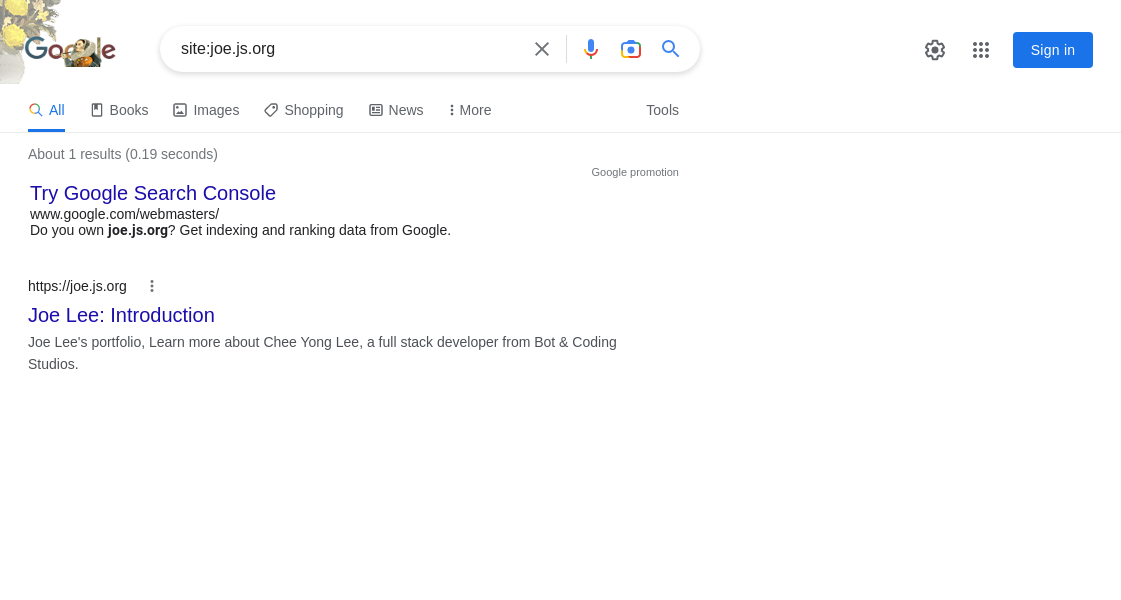 Google
site:joe.js.org
Sign in
All Books Images Shopping News More Tools
About 1 results (0.19 seconds)
Google promotion
Try Google Search Console
www.google.com/webmasters/
Do you own joe.js.org? Get indexing and ranking data from Google.
https://joe.js.org
Joe Lee: Introduction
Joe Lee's portfolio, Learn more about Chee Yong Lee, a full stack developer from Bot & Coding
Studios.